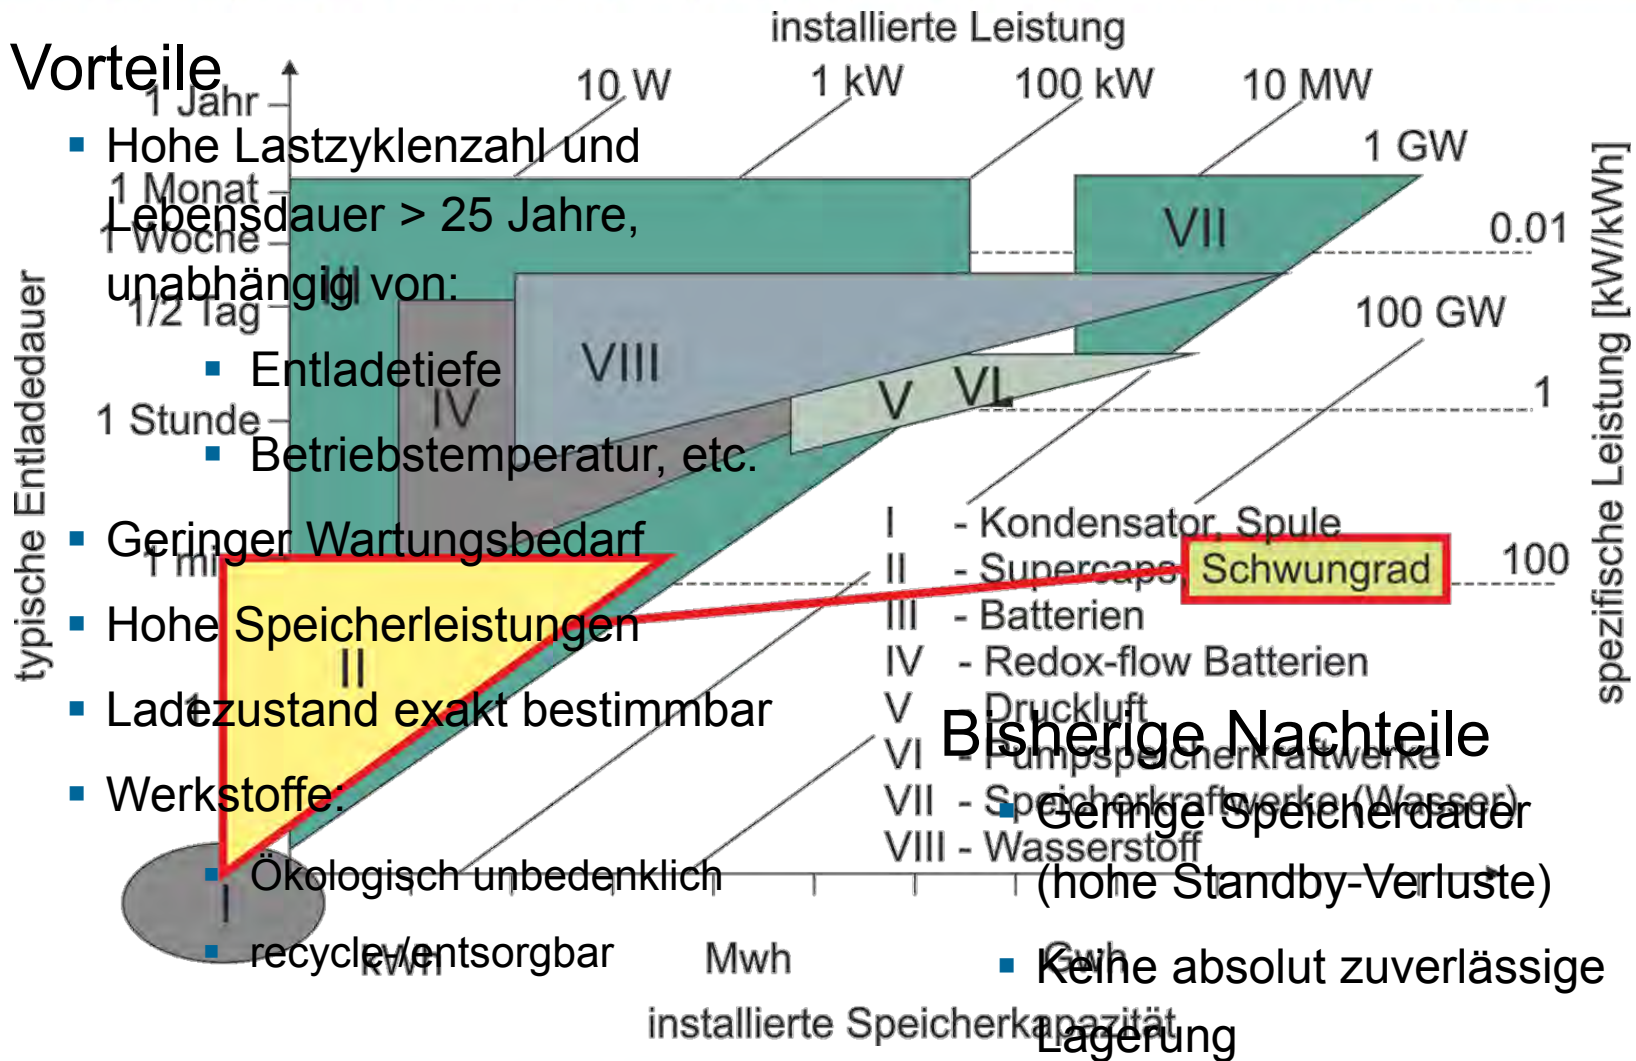 installierte Leistung
Vorteile
10 W
1 kW
100 kW
10 MW
1 GW
1 Jahr
Hohe Lastzyklenzahl und
1 Monat
Lebensdauer > 25 Jahre,
1 Woche
VII
0.01
unabhängig von:
III
1/2 Tag
100 GW
Entladetiefe
VIII
IV
V
VI
1
1 Stunde
Betriebstemperatur, etc.
typische Entladedauer
spezifische Leistung [kW/kWh]
I - Kondensator, Spule
Geringer Wartungsbedarf
II - Supercaps, Schwungrad
100
Hohe Speicherleistungen
III - Batterien
II
IV - Redox-flow Batterien
Ladezustand exakt bestimmbar
V - Druckluft
Bisherige Nachteile
VI - Pumpspeicherkraftwerke
Werkstoffe:
VII - Speicherkraftwerke (Wasser)
Geringe Speicherdauer
VIII - Wasserstoff
(hohe Standby-Verluste)
Ökologisch unbedenklich
I
recycle-/entsorgbar
kWh
Mwh
Gwh
Keine absolut zuverlässige
Lagerung
installierte Speicherkapazität